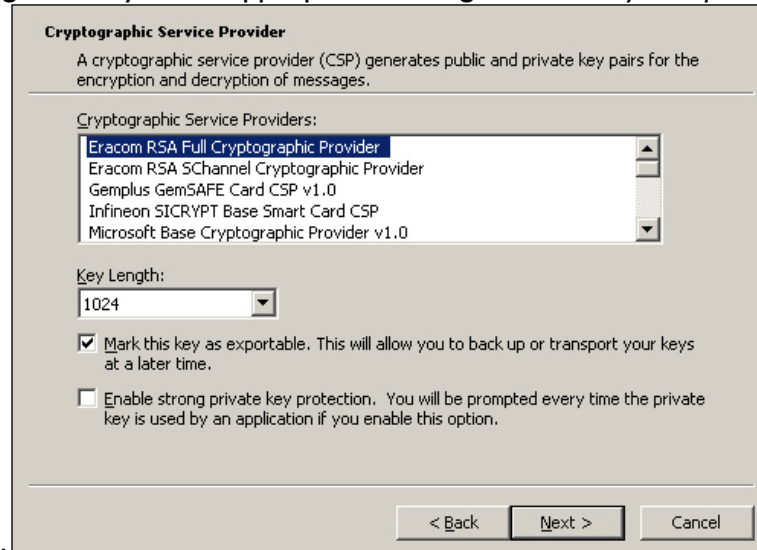 Cryptographic Service Provider
A cryptographic service provider (CSP) generates public and private key pairs for the
encryption and decryption of messages.
Cryptographic Service Providers:
Eracom RSA Full Cryptographic Provider
Eracom RSA SChannel Cryptographic Provider
Gemplus GemSAFE Card CSP v1.0
Infineon SICRYPT Base Smart Card CSP
Microsoft Base Cryptographic Provider v1.0
Key Length:
1024
Mark this key as exportable. This will allow you to back up or transport your keys
at a later time.
Enable strong private key protection. You will be prompted every time the private
key is used by an application if you enable this option.
< Back
Next >
Cancel